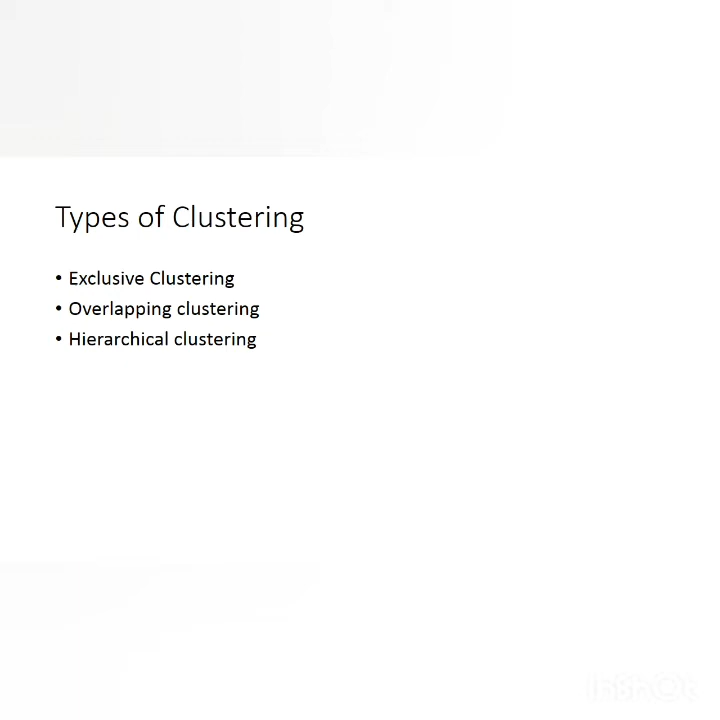 Types of Clustering
• Exclusive Clustering
• Overlapping clustering
• Hierarchical clustering